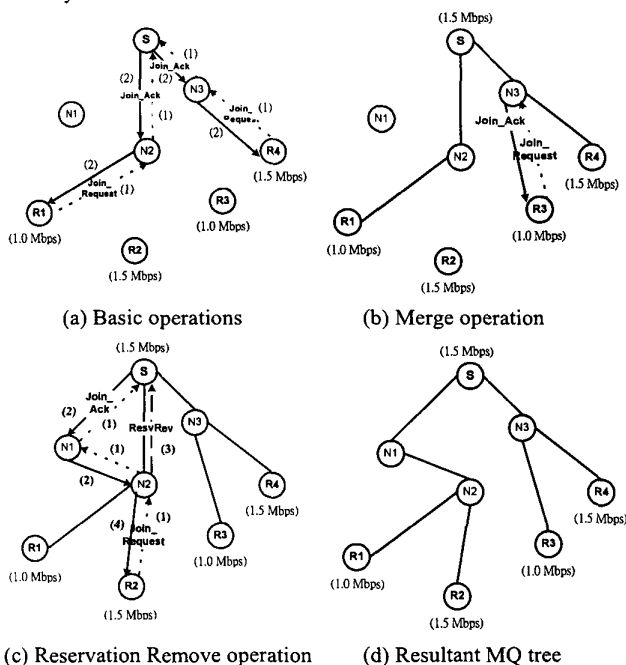 S
(1)
Join_Ack
(2)
(2)
Join_Ack
(1)
N1
N3
Join_
(1)
(2)
R4
(1.5 Mbps)
N2
(2)
Join_
Request
(1)
R1
(1.0 Mbps)
R3
(1.0 Mbps)
R2
(1.5 Mbps)
(a) Basic operations
(1.5 Mbps)
S
N3
N1
Join_Ack
Join_
Request
N2
R4
(1.5 Mbps)
R3
(1.0 Mbps)
R1
(1.0 Mbps)
R2
(1.5 Mbps)
(b) Merge operation
(1.5 Mbps)
S
Join_
Ack
(2)
(1)
ResvRev
N3
N1
(1)
(3)
(2)
N2
R4
(1.5 Mbps)
(4)
(1)
Join_
Request
R3
(1.0 Mbps)
R1
(1.0 Mbps)
R2
(1.5 Mbps)
(c) Reservation Remove operation
(1.5 Mbps)
S
N3
N1
N2
R4
(1.5 Mbps)
R3
(1.0 Mbps)
R1
(1.0 Mbps)
R2
(1.5 Mbps)
(d) Resultant MQ tree